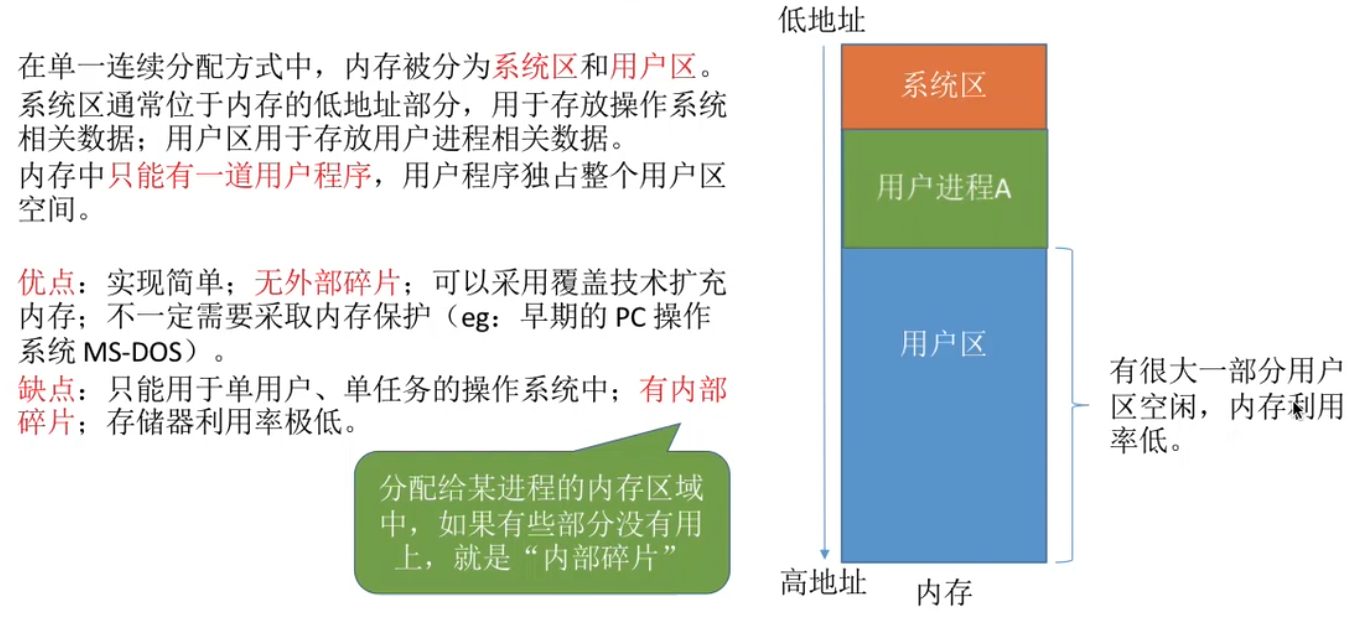 在单一连续分配方式中，内存被分为系统区和用户区。
系统区通常位于内存的低地址部分，用于存放操作系统
相关数据；用户区用于存放用户进程相关数据。
内存中只能有一道用户程序，用户程序独占整个用户区
空间。
优点：实现简单；无外部碎片；可以采用覆盖技术扩充
内存；不一定需要采取内存保护（eg：早期的 PC 操作
系统 MS-DOS）。
缺点：只能用于单用户、单任务的操作系统中；有内部
碎片；存储器利用率极低。
分配给某进程的内存区域
中，如果有些部分没有用
上，就是“内部碎片”
低地址
系统区
用户进程A
用户区
有很大一部分用户
区空闲，内存利用
率低。
高地址
内存